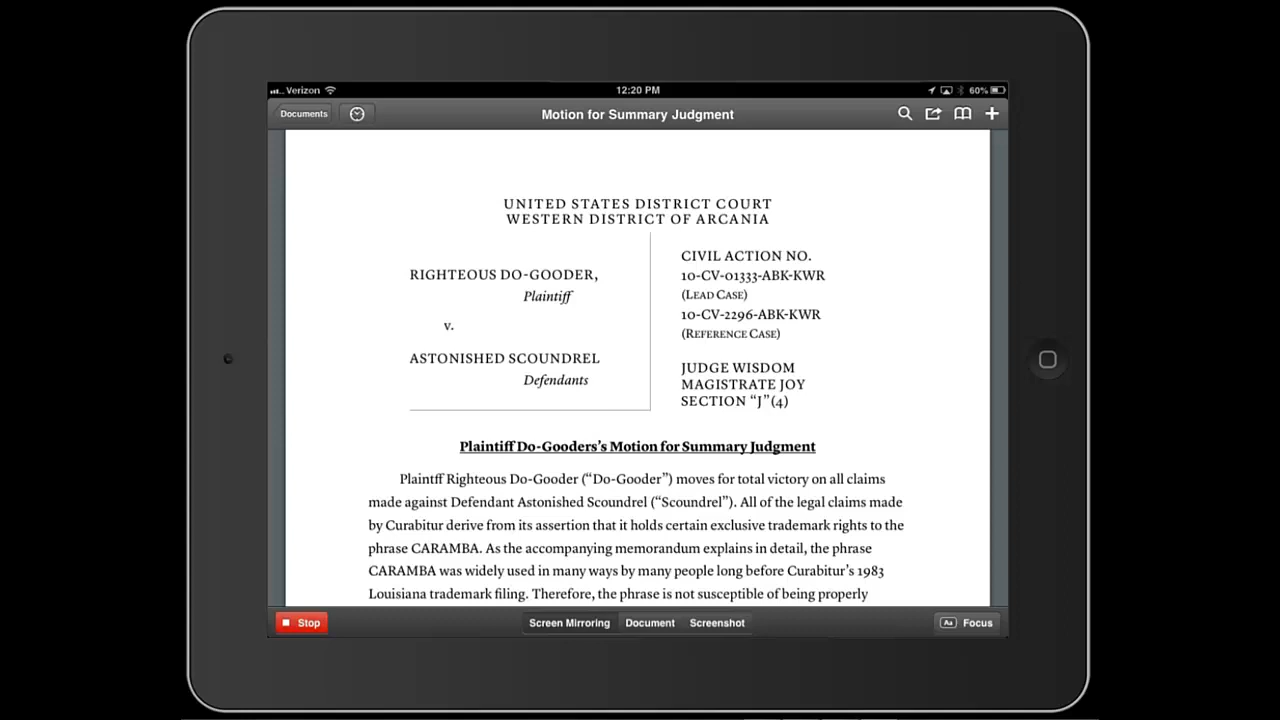 Verizon 12:20 PM 60%
Documents Motion for Summary Judgment
UNITED STATES DISTRICT COURT
WESTERN DISTRICT OF ARCANIA
RIGHTEOUS DO-GOODER,
Plaintiff
v.
ASTONISHED SCOUNDREL
Defendants
CIVIL ACTION NO.
10-CV-01333-ABK-KWR
(LEAD CASE)
10-CV-2296-ABK-KWR
(REFERENCE CASE)
JUDGE WISDOM
MAGISTRATE JOY
SECTION “J”(4)
Plaintiff Do-Gooders's Motion for Summary Judgment
Plaintff Righteous Do-Gooder (“Do-Gooder”) moves for total victory on all claims
made against Defendant Astonished Scoundrel (“Scoundrel”). All of the legal claims made
by Curabitur derive from its assertion that it holds certain exclusive trademark rights to the
phrase CARAMBA. As the accompanying memorandum explains in detail, the phrase
CARAMBA was widely used in many ways by many people long before Curabitur's 1983
Louisiana trademark filing. Therefore, the phrase is not susceptible of being properly
Stop Screen Mirroring Document Screenshot Aa Focus